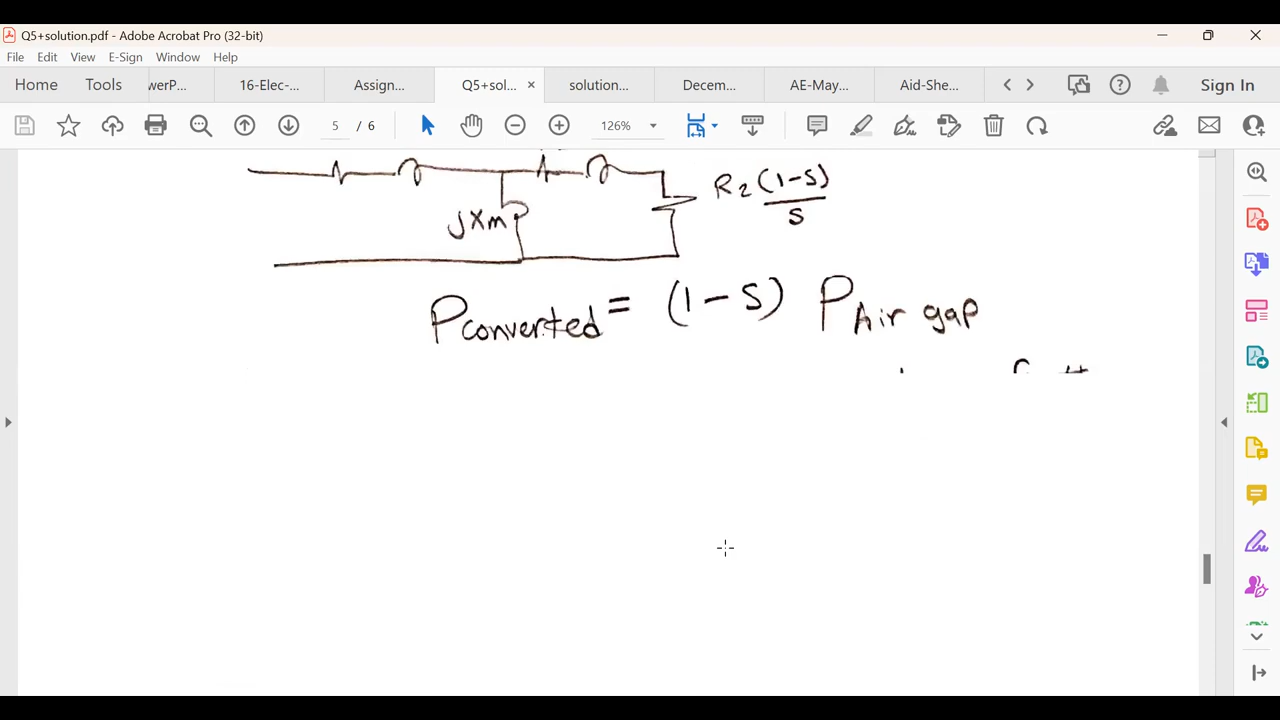 Q5+solution.pdf - Adobe Acrobat Pro (32-bit)
File Edit View E-Sign Window Help
Home Tools werP... 16-Elec-... Assign... Q5+sol... × solution... Decem... AE-May... Aid-She... Sign In
5 / 6 126%
R2 (1-S)
S
jXm
Pconverted = (1-S) PAir gap